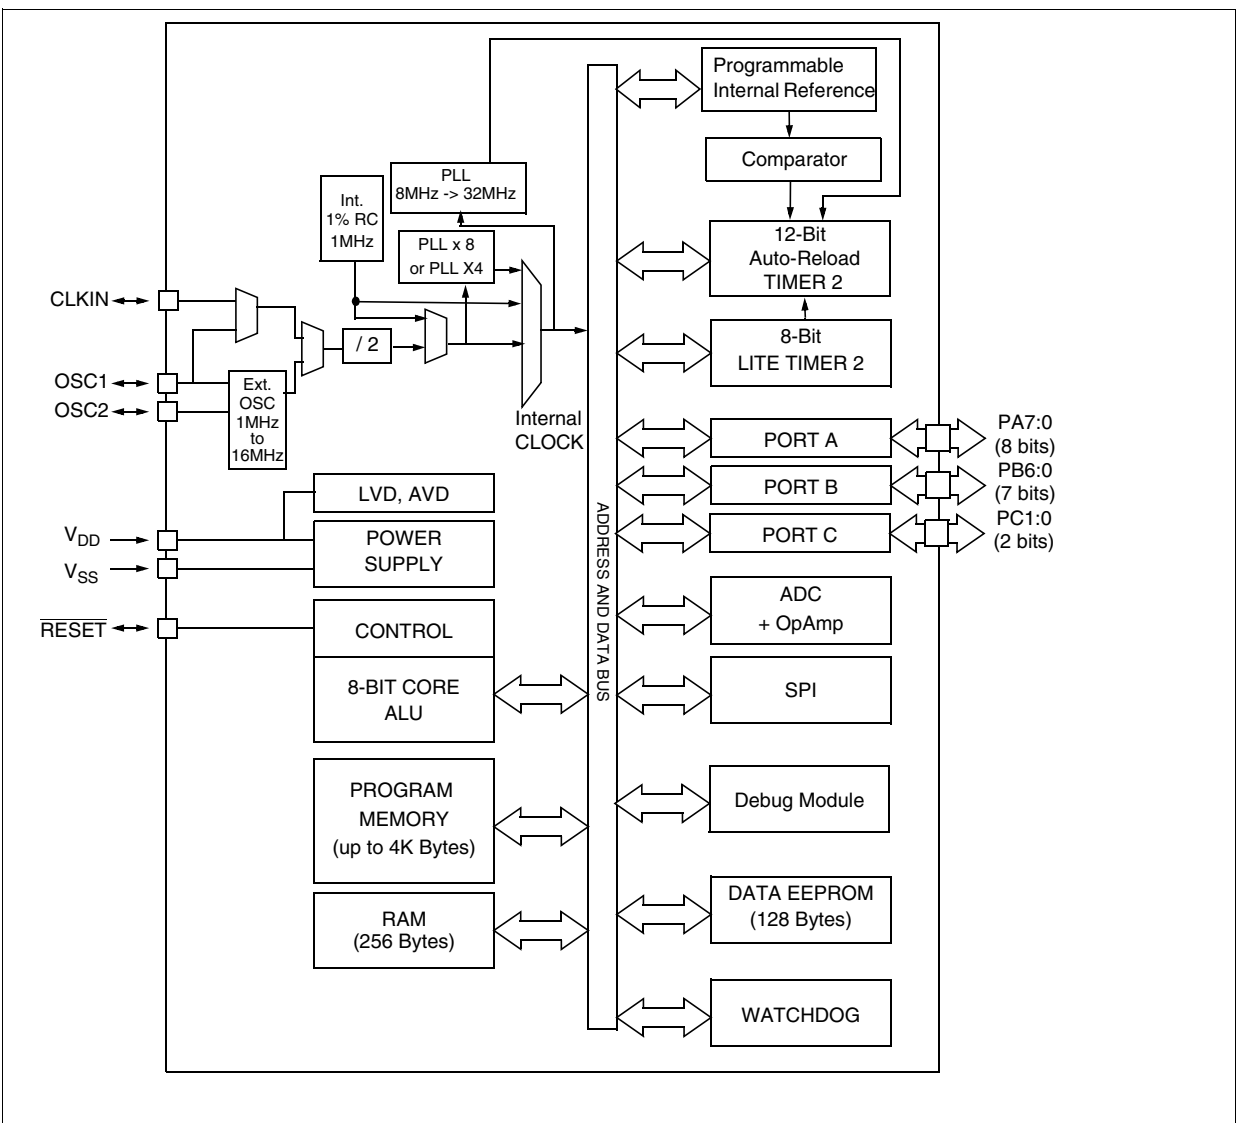 Programmable
Internal Reference
Comparator
PLL
8MHz -> 32MHz
Int.
1% RC
1MHz
PLL x 8
or PLL X4
12-Bit
Auto-Reload
TIMER 2
CLKIN
/ 2
8-Bit
LITE TIMER 2
OSC1
OSC2
Ext.
OSC
1MHz
to
16MHz
Internal
CLOCK
PORT A
PA7:0
(8 bits)
PORT B
PB6:0
(7 bits)
PORT C
PC1:0
(2 bits)
LVD, AVD
VDD
POWER
SUPPLY
VSS
ADDRESS AND DATA BUS
ADC
+ OpAmp
RESET
CONTROL
8-BIT CORE
ALU
SPI
PROGRAM
MEMORY
(up to 4K Bytes)
Debug Module
RAM
(256 Bytes)
DATA EEPROM
(128 Bytes)
WATCHDOG